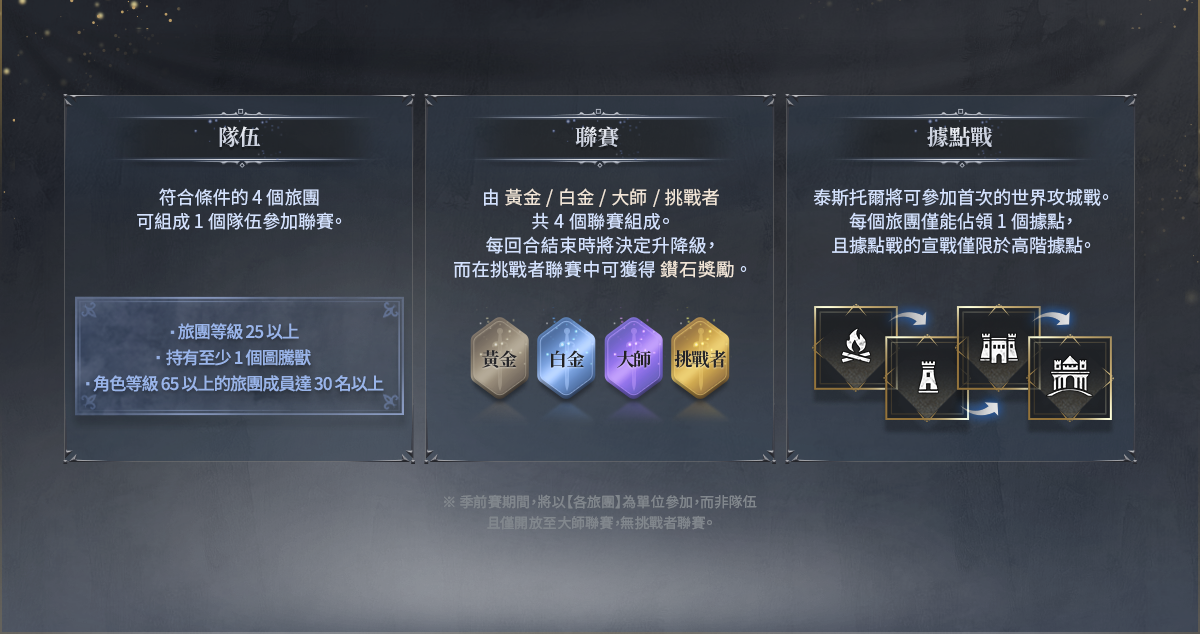 隊伍
符合條件的 4 個旅團
可組成 1 個隊伍參加聯賽。
·旅團等級 25 以上
·持有至少 1 個圖騰獸
·角色等級 65 以上的旅團成員達 30 名以上
聯賽
由 黃金 / 白金 / 大師 / 挑戰者
共 4 個聯賽組成。
每回合結束時將決定升降級,
而在挑戰者聯賽中可獲得 鑽石獎勵。
黃金
白金
大師
挑戰者
據點戰
泰斯托爾將可參加首次的世界攻城戰。
每個旅團僅能佔領 1 個據點,
且據點戰的宣戰僅限於高階據點。
※ 季前賽期間,將以【各旅團】為單位參加,而非隊伍
且僅開放至大師聯賽,無挑戰者聯賽。